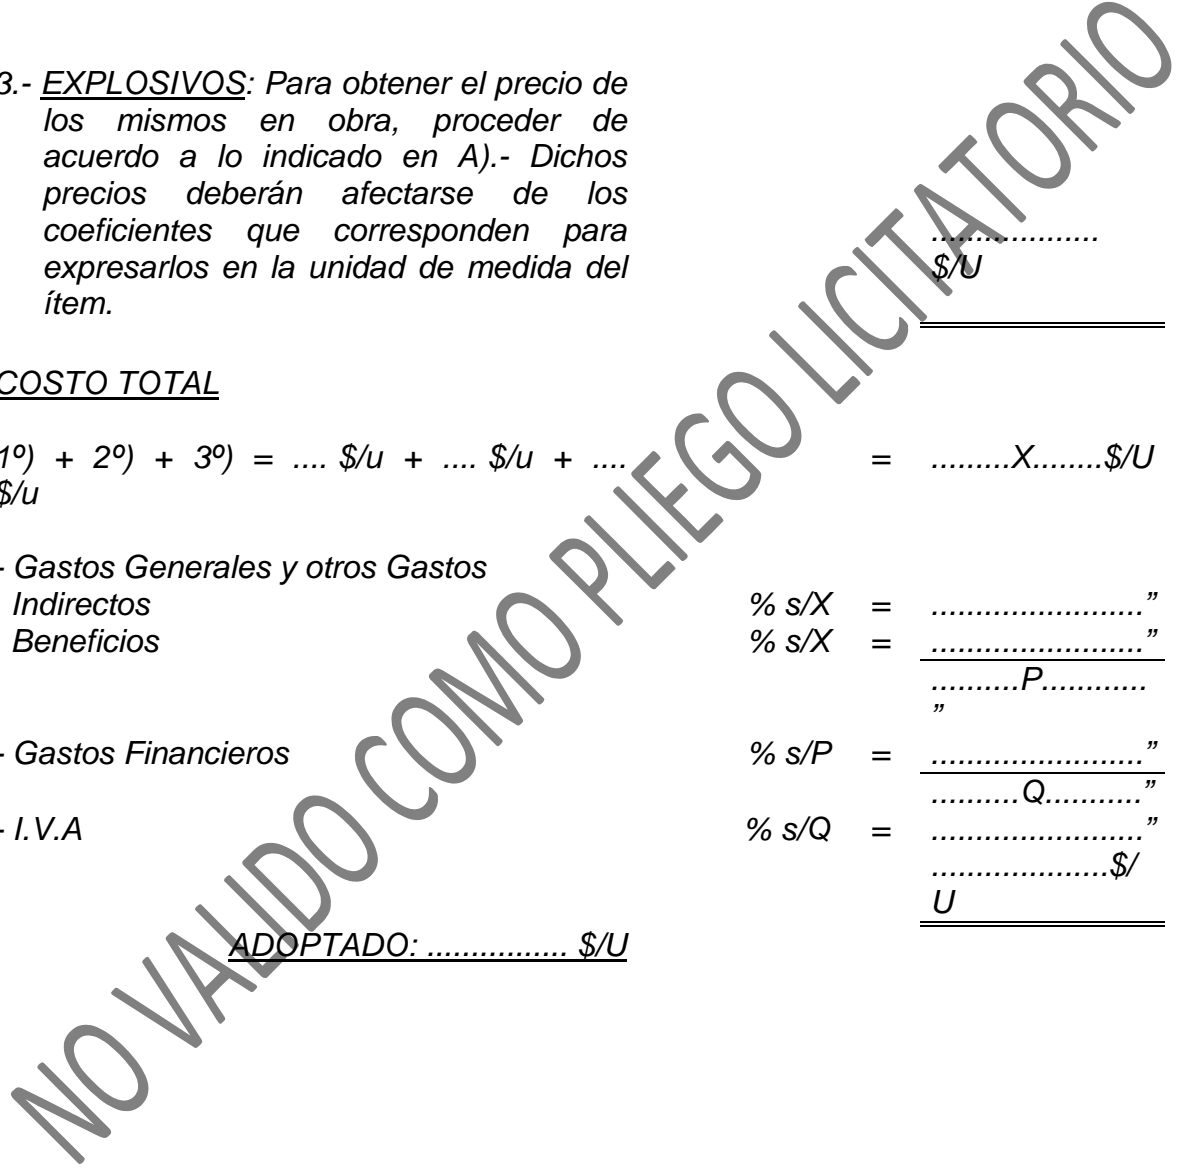 3.- EXPLOSIVOS: Para obtener el precio de
los mismos en obra, proceder de
acuerdo a lo indicado en A).- Dichos
precios deberán afectarse de los
coeficientes que corresponden para
expresarlos en la unidad de medida del
ítem.
...................
$/U
COSTO TOTAL
1º) + 2º) + 3º) = .... $/u + .... $/u + .... = .........X........$/U
$/u
- Gastos Generales y otros Gastos
Indirectos % s/X = ........................”
Beneficios % s/X = ........................”
..........P............
”
- Gastos Financieros % s/P = ........................”
..........Q...........”
- I.V.A % s/Q = ........................”
....................$/
U
ADOPTADO: ................ $/U
NO VALIDO COMO PLIEGO LICITATORIO